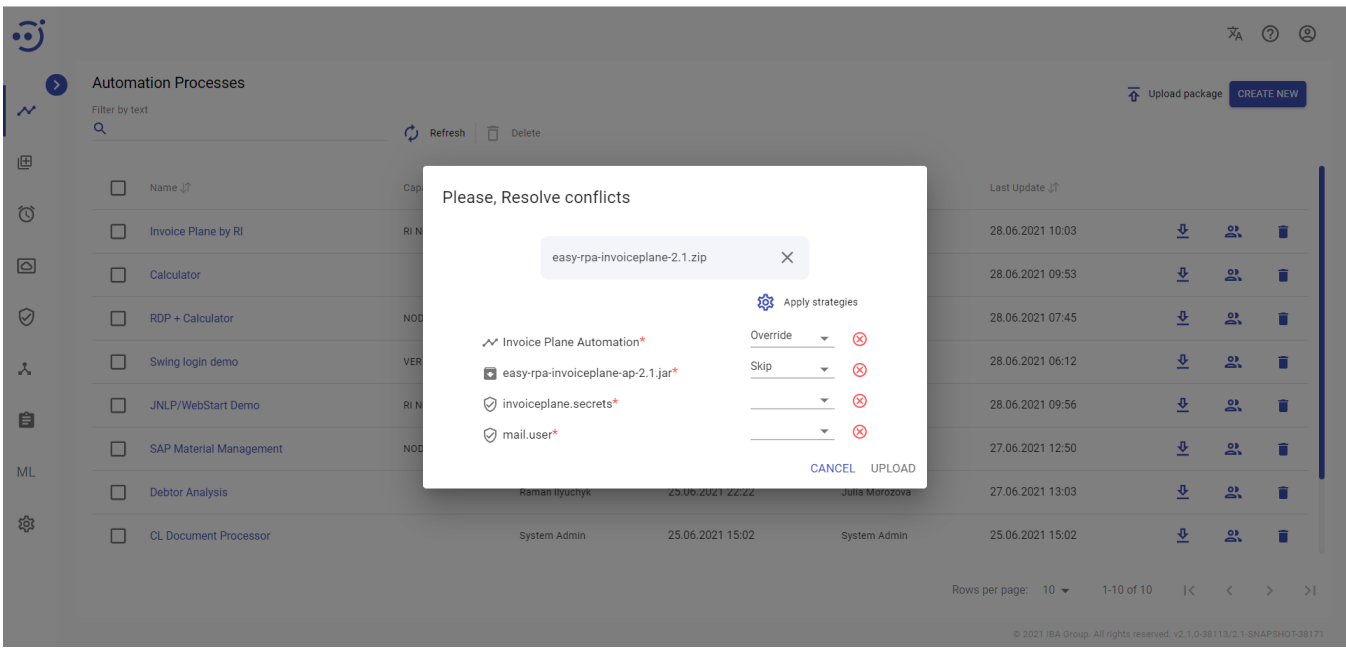 Automation Processes
Upload package
CREATE NEW
Filter by text
Refresh
Delete
Name
Last Update
Invoice Plane by RI
RI N
28.06.2021 10:03
Calculator
28.06.2021 09:53
RDP + Calculator
NOD
28.06.2021 07:45
Swing login demo
VER
28.06.2021 06:12
JNLP/WebStart Demo
RI N
28.06.2021 09:56
SAP Material Management
NOD
27.06.2021 12:50
Debtor Analysis
Raman Ilyuchyk
25.06.2021 22:22
Julia Morozova
27.06.2021 13:03
CL Document Processor
System Admin
25.06.2021 15:02
System Admin
25.06.2021 15:02
ML
Please, Resolve conflicts
easy-rpa-invoiceplane-2.1.zip
Apply strategies
Invoice Plane Automation*
Override
easy-rpa-invoiceplane-ap-2.1.jar*
Skip
invoiceplane.secrets*
mail.user*
CANCEL
UPLOAD
Rows per page: 10
1-10 of 10
© 2021 IBA Group. All rights reserved. v2.1.0-38113/2.1-SNAPSHOT-38171